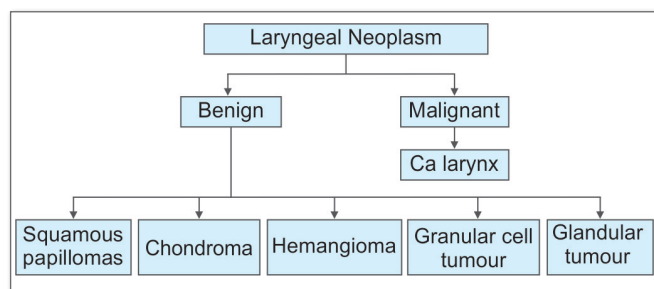 Laryngeal Neoplasm
Benign
Malignant
Ca larynx
Squamous
papillomas
Chondroma
Hemangioma
Granular cell
tumour
Glandular
tumour